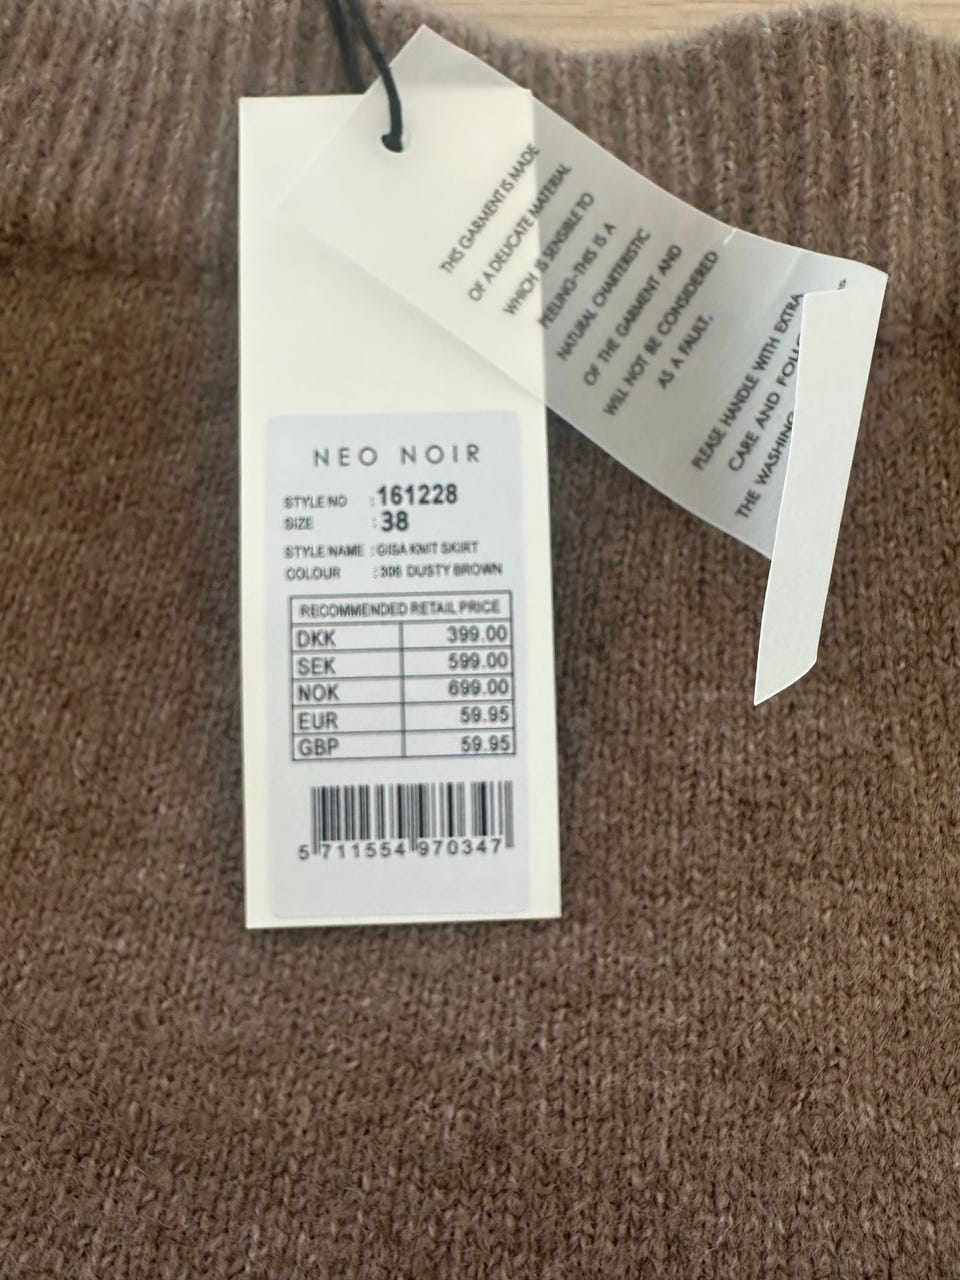 THIS GARMENT IS MADE
OF A DELICATE MATERIAL
WHICH IS SENSIBLE TO
PEELING-THIS IS A
NATURAL CHARTERISTIC
OF THE GARMENT AND
WILL NOT BE CONSIDERED
AS A FAULT.
PLEASE HANDLE WITH EXTRA
CARE AND FOLL
THE WASHING
NEO NOIR
STYLE NO : 161228
SIZE : 38
STYLE NAME : GISA KNIT SKIRT
COLOUR : 306 DUSTY BROWN
RECOMMENDED RETAIL PRICE
DKK 399.00
SEK 599.00
NOK 699.00
EUR 59.95
GBP 59.95
5 711554 970347